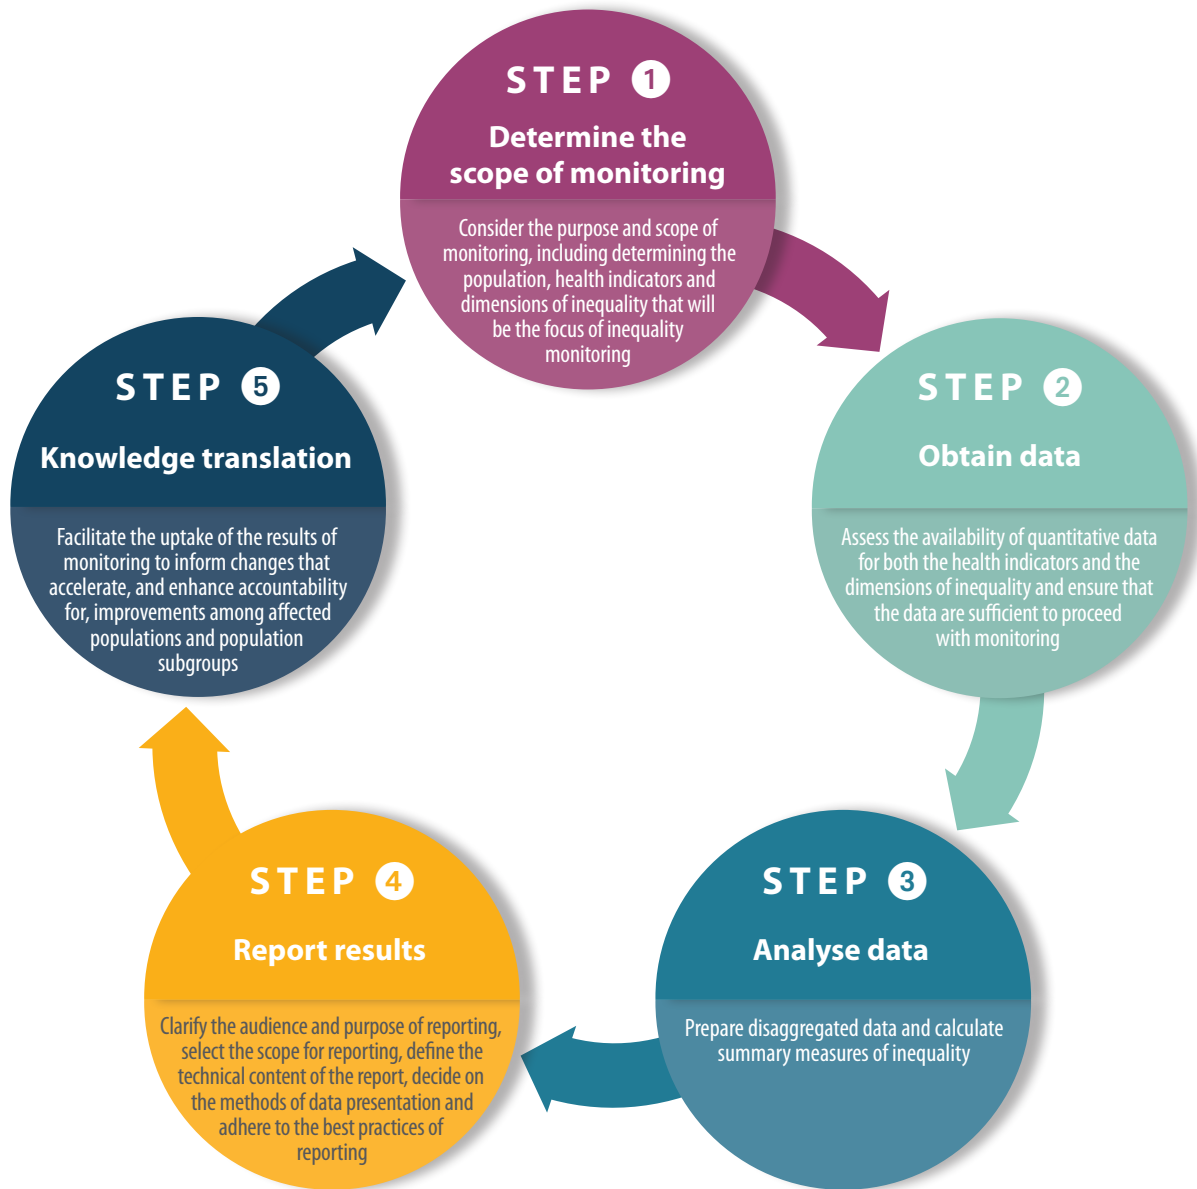 STEP 1
Determine the
scope of monitoring
Consider the purpose and scope of
monitoring, including determining the
population, health indicators and
dimensions of inequality that will
be the focus of inequality
monitoring
STEP 2
Obtain data
Assess the availability of quantitative data
for both the health indicators and the
dimensions of inequality and ensure that
the data are sufficient to proceed
with monitoring
STEP 3
Analyse data
Prepare disaggregated data and calculate
summary measures of inequality
STEP 4
Report results
Clarify the audience and purpose of reporting,
select the scope for reporting, define the
technical content of the report, decide on
the methods of data presentation and
adhere to the best practices of
reporting
STEP 5
Knowledge translation
Facilitate the uptake of the results of
monitoring to inform changes that
accelerate, and enhance accountability
for, improvements among affected
populations and population
subgroups